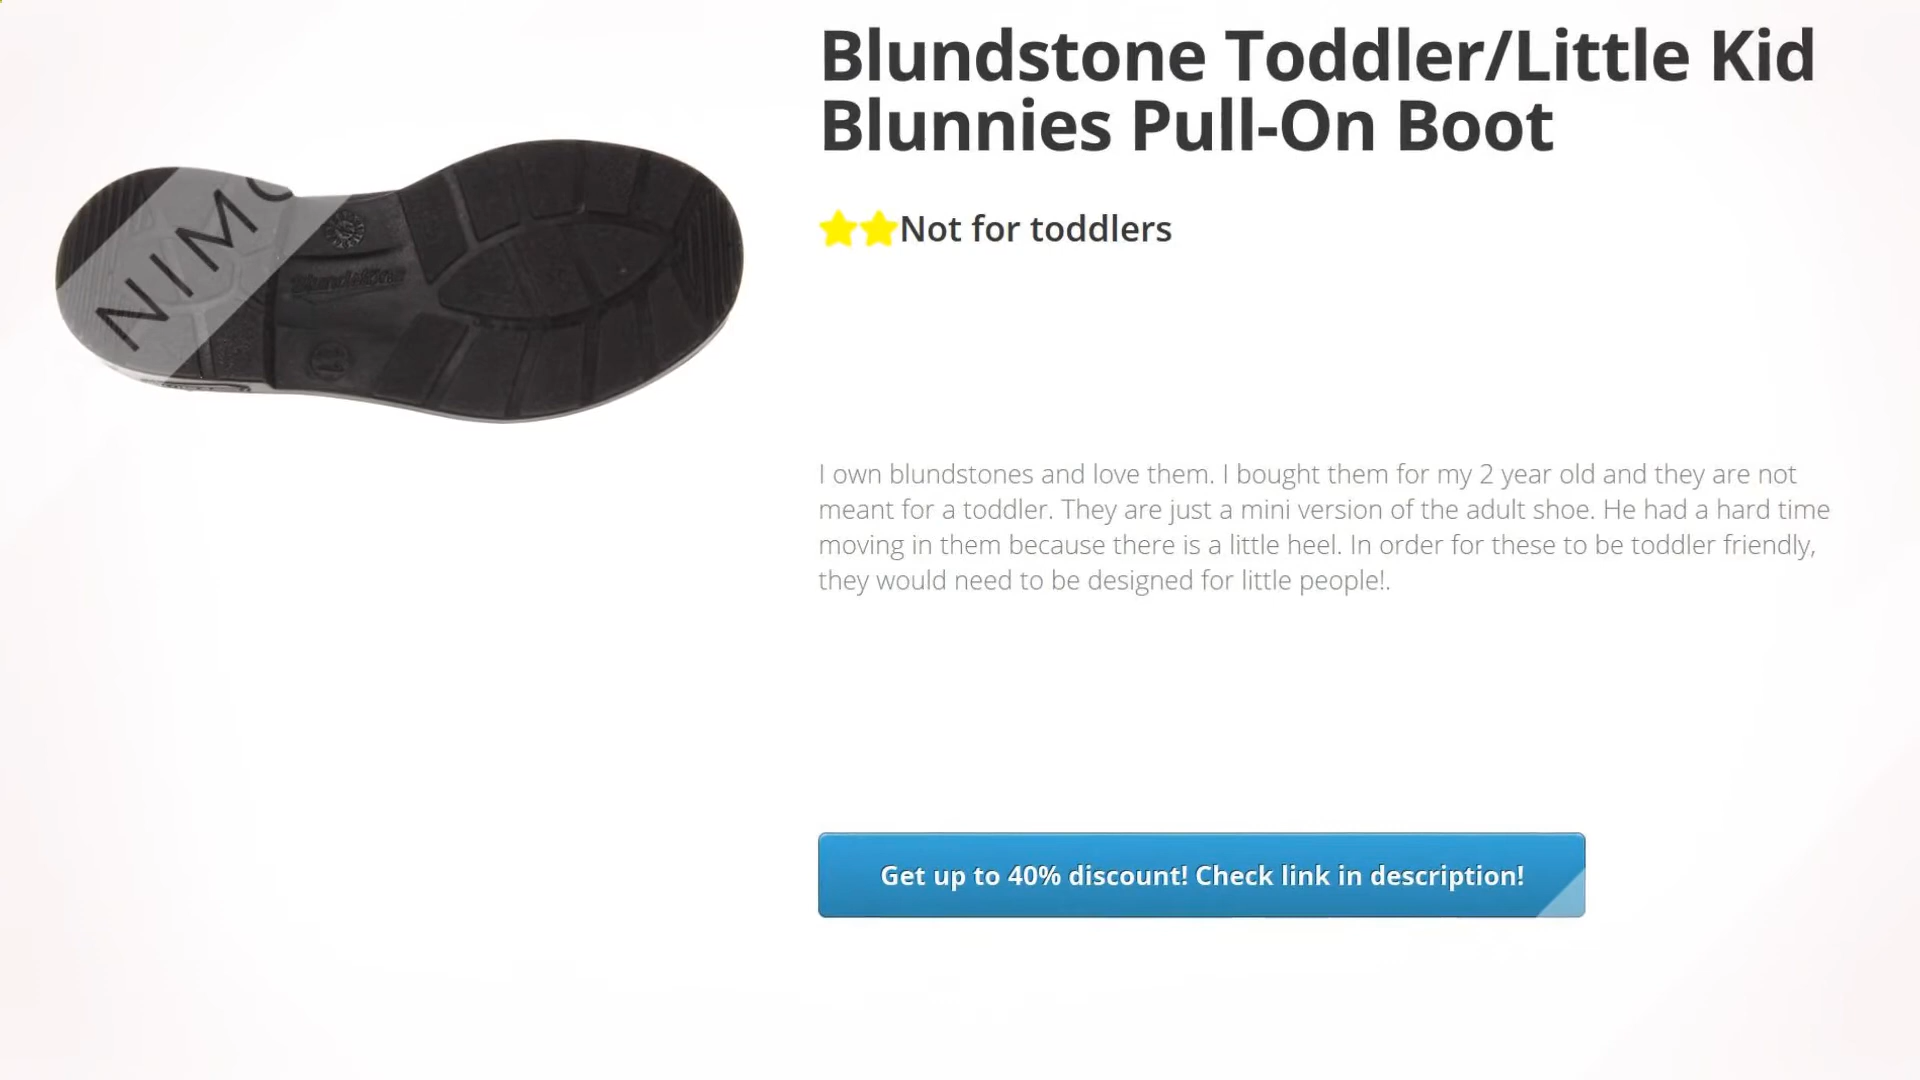 Blundstone Toddler/Little Kid
Blunnies Pull-On Boot
Not for toddlers
NIMO
Blundstone
I own blundstones and love them. I bought them for my 2 year old and they are not
meant for a toddler. They are just a mini version of the adult shoe. He had a hard time
moving in them because there is a little heel. In order for these to be toddler friendly,
they would need to be designed for little people!.
Get up to 40% discount! Check link in description!